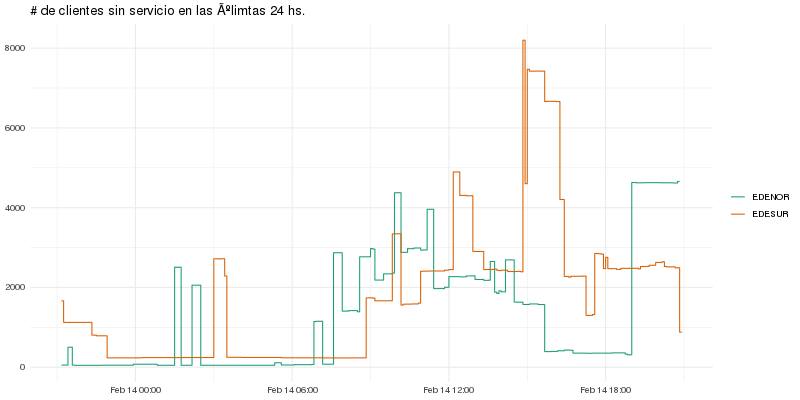 # de clientes sin servicio en las Ãºlimtas 24 hs.
8000
6000
4000
2000
0
Feb 14 00:00
Feb 14 06:00
Feb 14 12:00
Feb 14 18:00
EDENOR
EDESUR